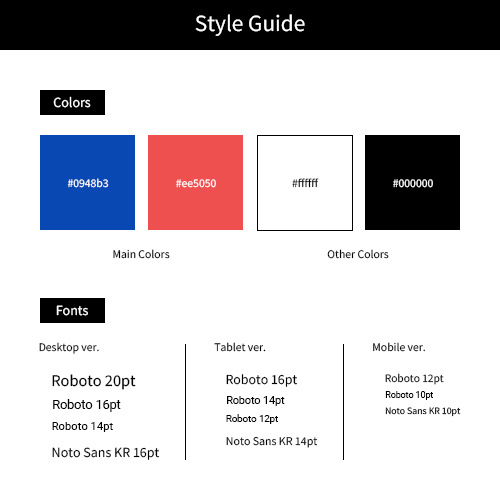 Style Guide
Colors
#0948b3
#ee5050
#ffffff
#000000
Main Colors
Other Colors
Fonts
Desktop ver.
Roboto 20pt
Roboto 16pt
Roboto 14pt
Noto Sans KR 16pt
Tablet ver.
Roboto 16pt
Roboto 14pt
Roboto 12pt
Noto Sans KR 14pt
Mobile ver.
Roboto 12pt
Roboto 10pt
Noto Sans KR 10pt